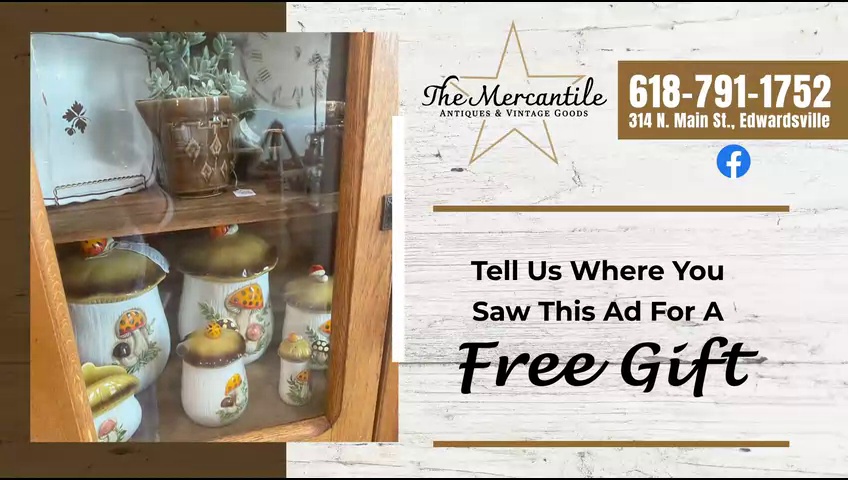 The Mercantile
ANTIQUES & VINTAGE GOODS
618-791-1752
314 N. Main St., Edwardsville
Tell Us Where You
Saw This Ad For A
Free Gift